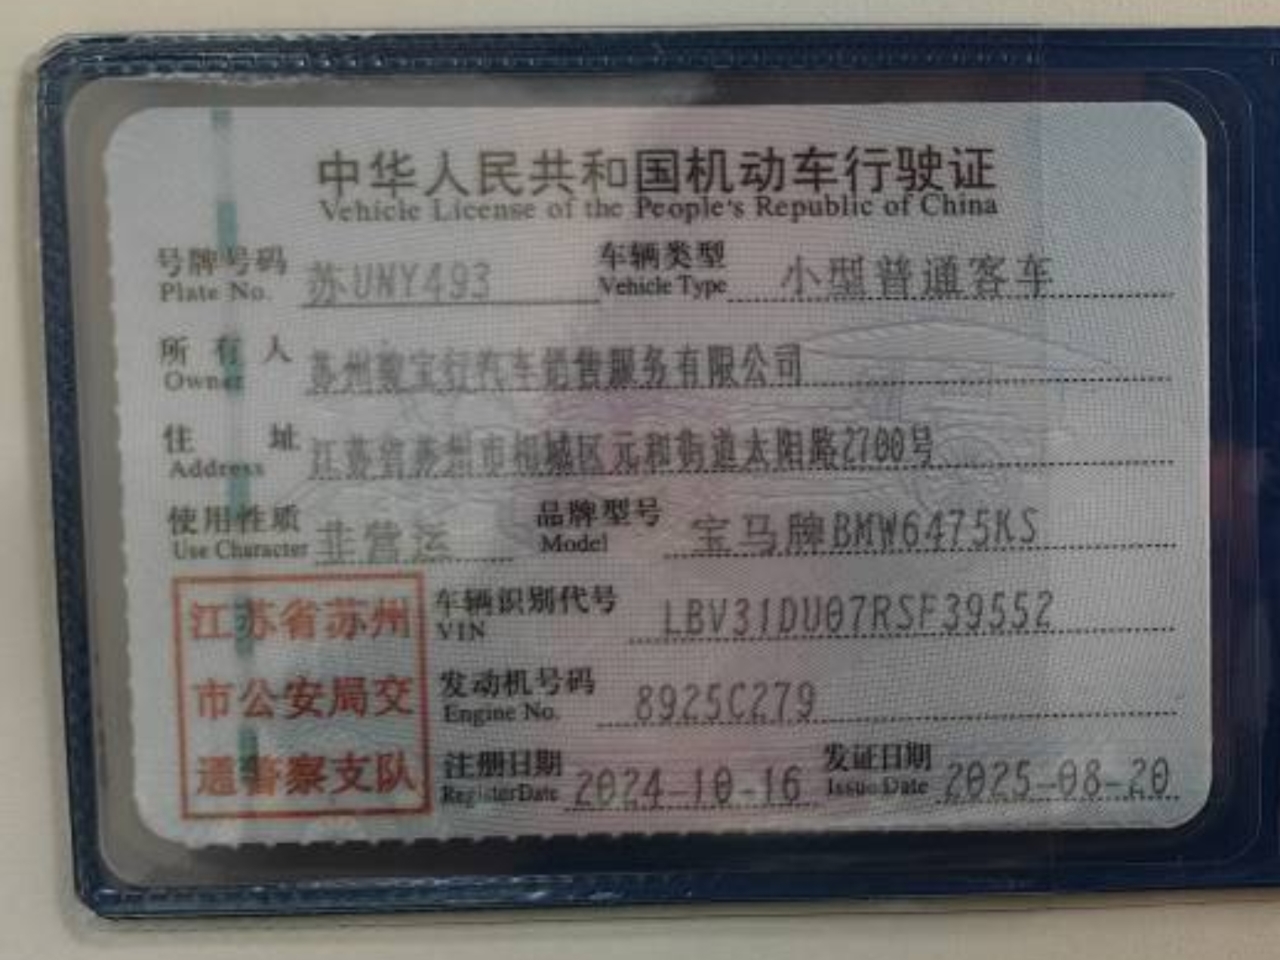 中华人民共和国机动车行驶证
Vehicle License of the People's Republic of China
号牌号码 苏UNY493 车辆类型 小型普通客车
Plate No. Vehicle Type
所有人 苏州骏宝行汽车销售服务有限公司
Owner
住址 江苏省苏州市相城区元和街道太阳路2700号
Address
使用性质 非营运 品牌型号 宝马牌BMW6475KS
Use Character Model
江苏省苏州 车辆识别代号 LBV31DU07RSF39552
VIN
市公安局交 发动机号码 8925C279
Engine No.
通警察支队 注册日期 2024-10-16 发证日期 2025-08-20
Register Date Issue Date